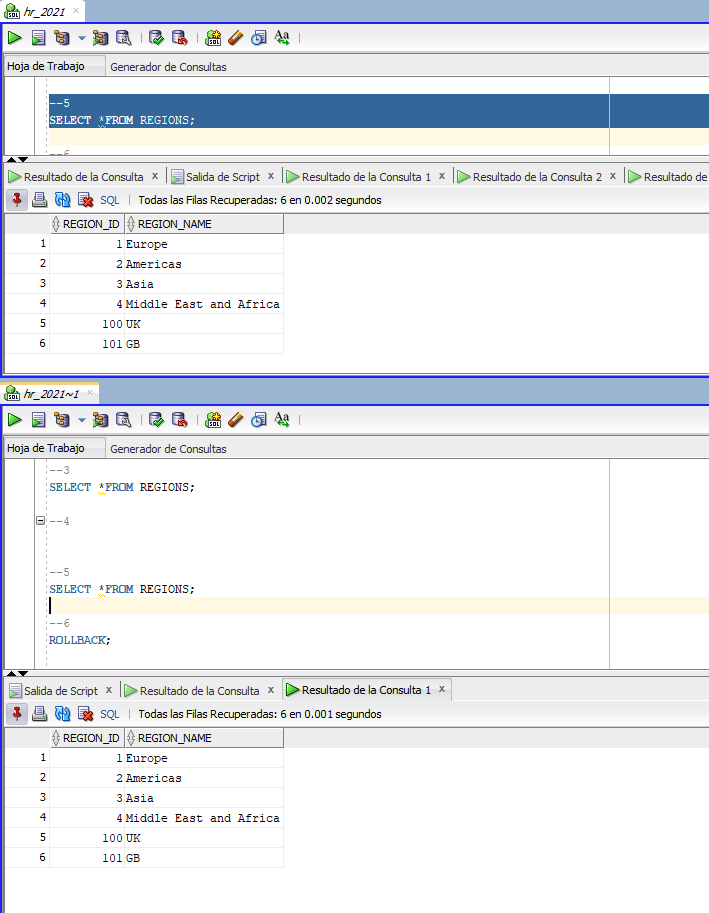 hr_2021
Hoja de Trabajo Generador de Consultas
--5
SELECT *FROM REGIONS;
--6
Resultado de la Consulta x Salida de Script x Resultado de la Consulta 1 x Resultado de la Consulta 2 x Resultado de
SQL | Todas las Filas Recuperadas: 6 en 0.002 segundos
REGION_ID REGION_NAME
1 1 Europe
2 2 Americas
3 3 Asia
4 4 Middle East and Africa
5 100 UK
6 101 GB
hr_2021~1
Hoja de Trabajo Generador de Consultas
--3
SELECT *FROM REGIONS;
--4
--5
SELECT *FROM REGIONS;
--6
ROLLBACK;
Salida de Script x Resultado de la Consulta x Resultado de la Consulta 1 x
SQL | Todas las Filas Recuperadas: 6 en 0.001 segundos
REGION_ID REGION_NAME
1 1 Europe
2 2 Americas
3 3 Asia
4 4 Middle East and Africa
5 100 UK
6 101 GB